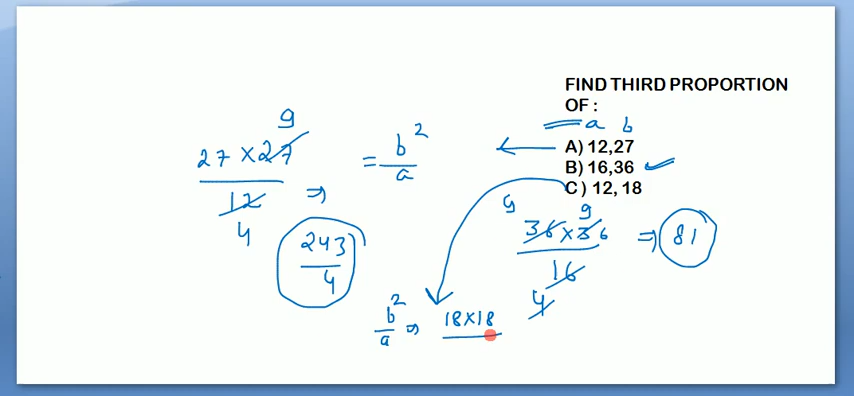 FIND THIRD PROPORTION
OF :
a b
A) 12,27
B) 16,36
C) 12, 18
9
27 × 27
12
4
⇒
243
4
= b²
a
9 9
36 × 36
16
4
⇒ 81
b²
a
⇒ 18×18